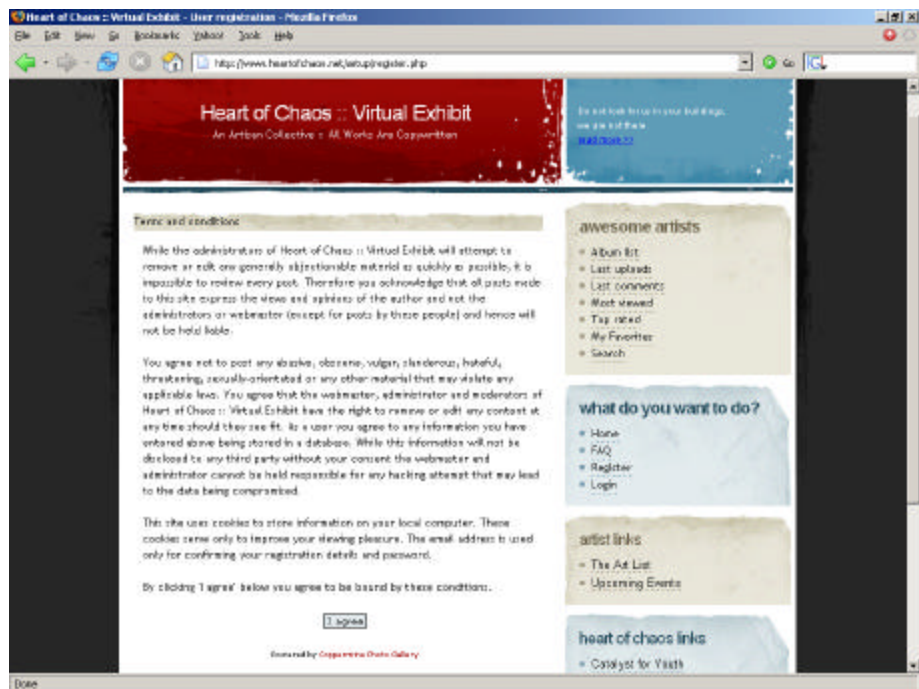 Heart of Chaos :: Virtual Exhibit - User registration - Mozilla Firefox
File Edit View Go Bookmarks Yahoo! Tools Help
http://www.heartofchaos.net/setup/register.php
Go
Heart of Chaos :: Virtual Exhibit
An Artisan Collective :: All Works Are Copywritten
Do not look for us in your buildings,
we are not there
read more >>
Terms and conditions
While the administrators of Heart of Chaos :: Virtual Exhibit will attempt to
remove or edit any generally objectionable material as quickly as possible, it is
impossible to review every post. Therefore you acknowledge that all posts made
to this site express the views and opinions of the author and not the
administrators or webmaster (except for posts by these people) and hence will
not be held liable.
You agree not to post any abusive, obscene, vulgar, slanderous, hateful,
threatening, sexually-orientated or any other material that may violate any
applicable laws. You agree that the webmaster, administrator and moderators of
Heart of Chaos :: Virtual Exhibit have the right to remove or edit any content at
any time should they see fit. As a user you agree to any information you have
entered above being stored in a database. While this information will not be
disclosed to any third party without your consent the webmaster and
administrator cannot be held responsible for any hacking attempt that may lead
to the data being compromised.
This site uses cookies to store information on your local computer. These
cookies serve only to improve your viewing pleasure. The email address is used
only for confirming your registration details and password.
By clicking 'I agree' below you agree to be bound by these conditions.
I agree
Powered by Coppermine Photo Gallery
awesome artists
Album list
Last uploads
Last comments
Most viewed
Top rated
My Favorites
Search
what do you want to do?
Home
FAQ
Register
Login
artist links
The Art List
Upcoming Events
heart of chaos links
Catalyst for Youth
Done